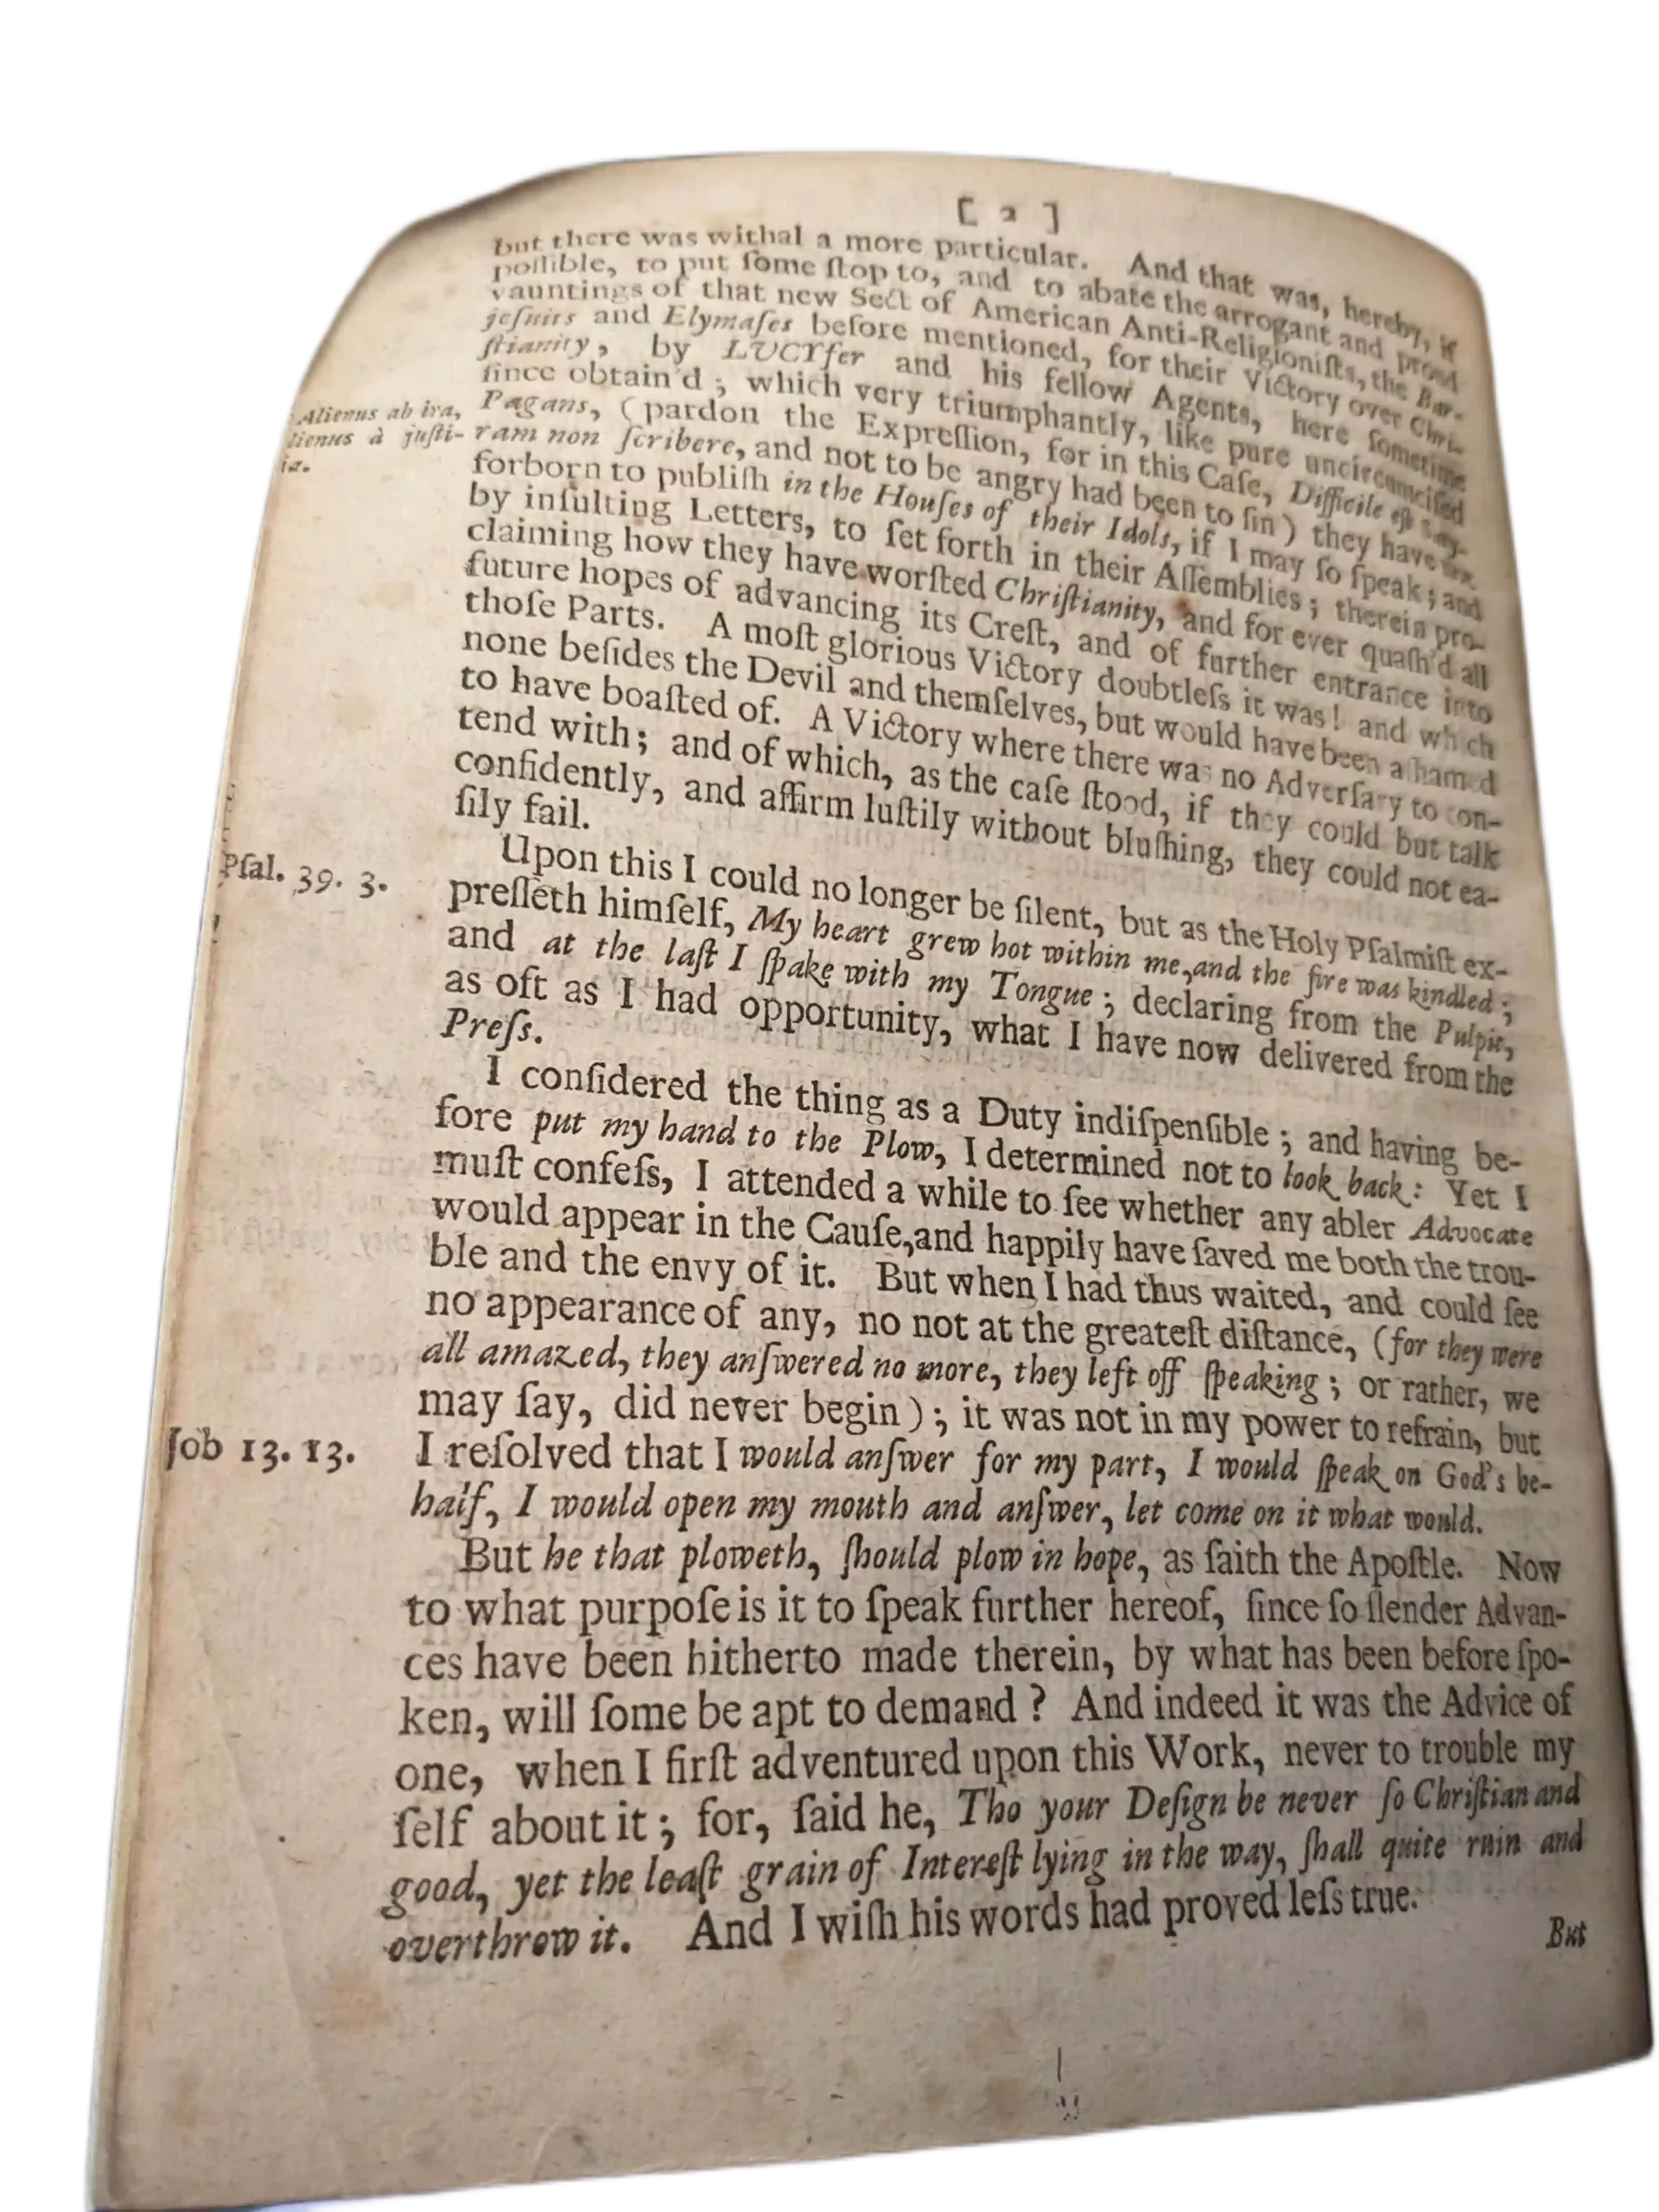 [ 2 ]
but there was withal a more particular. And that was, hereby, if
poſſible, to put ſome ſtop to, and to abate the arrogant and proud
vauntings of that new Sect of American Anti-Religioniſts, the Bar-
jeſuits and Elymaſes before mentioned, for their Victory over Chri-
ſtianity, by LUCYfer and his fellow Agents, here ſometime
ſince obtain'd; which very triumphantly, like pure uncircumciſed
Alienus ab ira,
Pagans, (pardon the Expreſſion, for in this Caſe, Difficile eſt Saty-
lienus à juſti-
ram non ſcribere, and not to be angry had been to ſin) they have
iæ.
forborn to publiſh in the Houſes of their Idols, if I may ſo ſpeak; and
by inſulting Letters, to ſet forth in their Aſſemblies; therein pro-
claiming how they have worſted Chriſtianity, and for ever quaſh'd all
future hopes of advancing its Creſt, and of further entrance into
thoſe Parts. A moſt glorious Victory doubtleſs it was! and which
none beſides the Devil and themſelves, but would have been aſhamed
to have boaſted of. A Victory where there was no Adverſary to con-
tend with; and of which, as the caſe ſtood, if they could but talk
confidently, and affirm luſtily without bluſhing, they could not ea-
ſily fail.
Upon this I could no longer be ſilent, but as the Holy Pſalmiſt ex-
Pſal. 39. 3.
preſſeth himſelf, My heart grew hot within me, and the fire was kindled;
and at the laſt I ſpake with my Tongue; declaring from the Pulpit,
as oft as I had opportunity, what I have now delivered from the
Preſs.
I conſidered the thing as a Duty indiſpenſible; and having be-
fore put my hand to the Plow, I determined not to look back: Yet I
muſt confeſs, I attended a while to ſee whether any abler Advocate
would appear in the Cauſe, and happily have ſaved me both the trou-
ble and the envy of it. But when I had thus waited, and could ſee
no appearance of any, no not at the greateſt diſtance, (for they were
all amazed, they anſwered no more, they left off ſpeaking; or rather, we
may ſay, did never begin); it was not in my power to refrain, but
Job 13. 13.
I reſolved that I would anſwer for my part, I would ſpeak on God's be-
half, I would open my mouth and anſwer, let come on it what would.
But he that ploweth, ſhould plow in hope, as ſaith the Apoſtle. Now
to what purpoſe is it to ſpeak further hereof, ſince ſo ſlender Advan-
ces have been hitherto made therein, by what has been before ſpo-
ken, will ſome be apt to demand? And indeed it was the Advice of
one, when I firſt adventured upon this Work, never to trouble my
ſelf about it; for, ſaid he, Tho your Deſign be never ſo Chriſtian and
good, yet the leaſt grain of Intereſt lying in the way, ſhall quite ruin and
overthrow it. And I wiſh his words had proved leſs true.
But